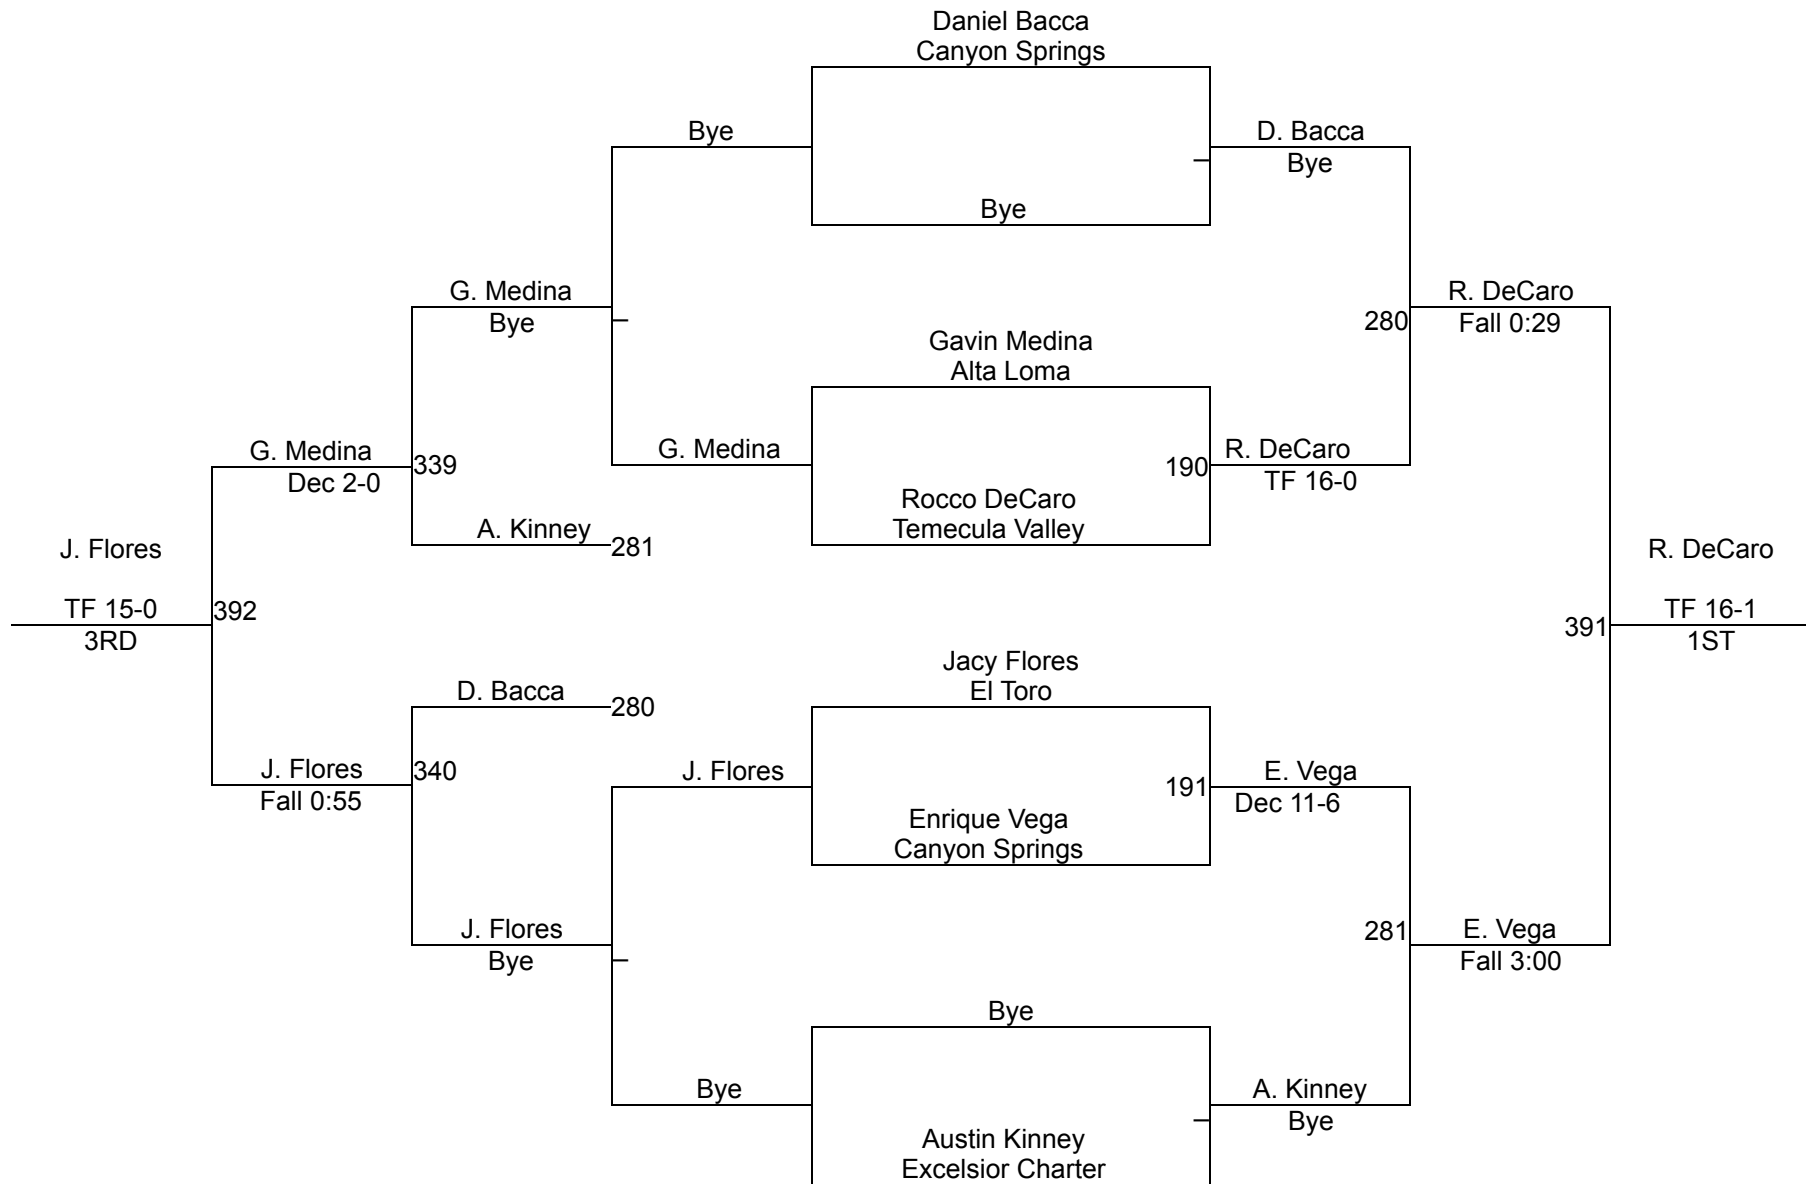 Daniel Bacca
Canyon Springs
Bye
D. Bacca
Bye
Bye
G. Medina
Bye
R. DeCaro
Fall 0:29
280
Gavin Medina
Alta Loma
G. Medina
Dec 2-0
339
G. Medina
190
R. DeCaro
TF 16-0
Rocco DeCaro
Temecula Valley
A. Kinney
281
J. Flores
TF 15-0
3RD
392
R. DeCaro
TF 16-1
1ST
391
Jacy Flores
El Toro
D. Bacca
280
J. Flores
Fall 0:55
340
J. Flores
191
E. Vega
Dec 11-6
Enrique Vega
Canyon Springs
J. Flores
Bye
281
E. Vega
Fall 3:00
Bye
Bye
A. Kinney
Bye
Austin Kinney
Excelsior Charter